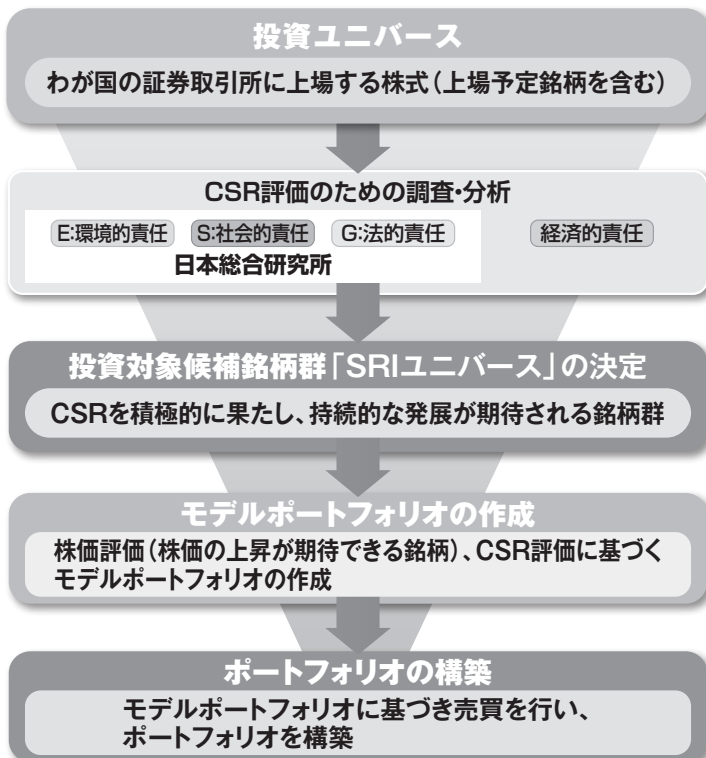 投資ユニバース
わが国の証券取引所に上場する株式(上場予定銘柄を含む)
CSR評価のための調査・分析
E:環境的責任 S:社会的責任 G:法的責任 経済的責任
日本総合研究所
投資対象候補銘柄群「SRIユニバース」の決定
CSRを積極的に果たし、持続的な発展が期待される銘柄群
モデルポートフォリオの作成
株価評価(株価の上昇が期待できる銘柄)、CSR評価に基づく
モデルポートフォリオの作成
ポートフォリオの構築
モデルポートフォリオに基づき売買を行い、
ポートフォリオを構築